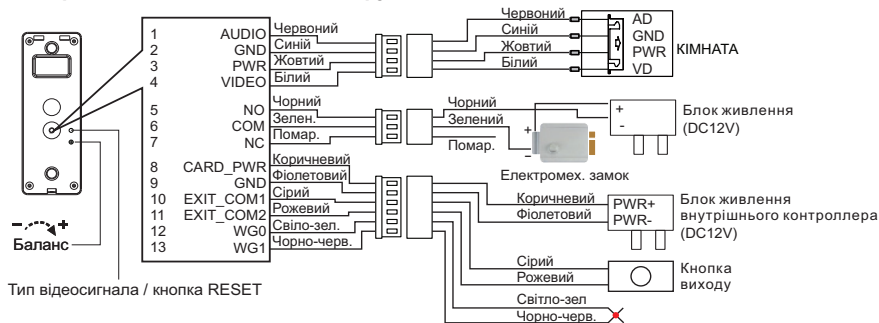 1 AUDIO Червоний
2 GND Синій
3 PWR Жовтий
4 VIDEO Білий
5 NO Чорний
6 COM Зелен.
7 NC Помар.
8 CARD_PWR Коричневий
9 GND Фіолетовий
10 EXIT_COM1 Сірий
11 EXIT_COM2 Рожевий
12 WG0 Свіло-зел.
13 WG1 Чорно-черв.
Червоний AD
Синій GND
Жовтий PWR
Білий VD
КІМНАТА
Чорний
Зелений
Помар.
+
-
Блок живлення
(DC12V)
+
–
Електромех. замок
Коричневий PWR+
Фіолетовий PWR-
Блок живлення
внутрішнього контроллера
(DC12V)
Сірий
Рожевий
Кнопка
виходу
Світло-зел
Чорно-черв.
- +
Баланс
Тип відеосигнала / кнопка RESET